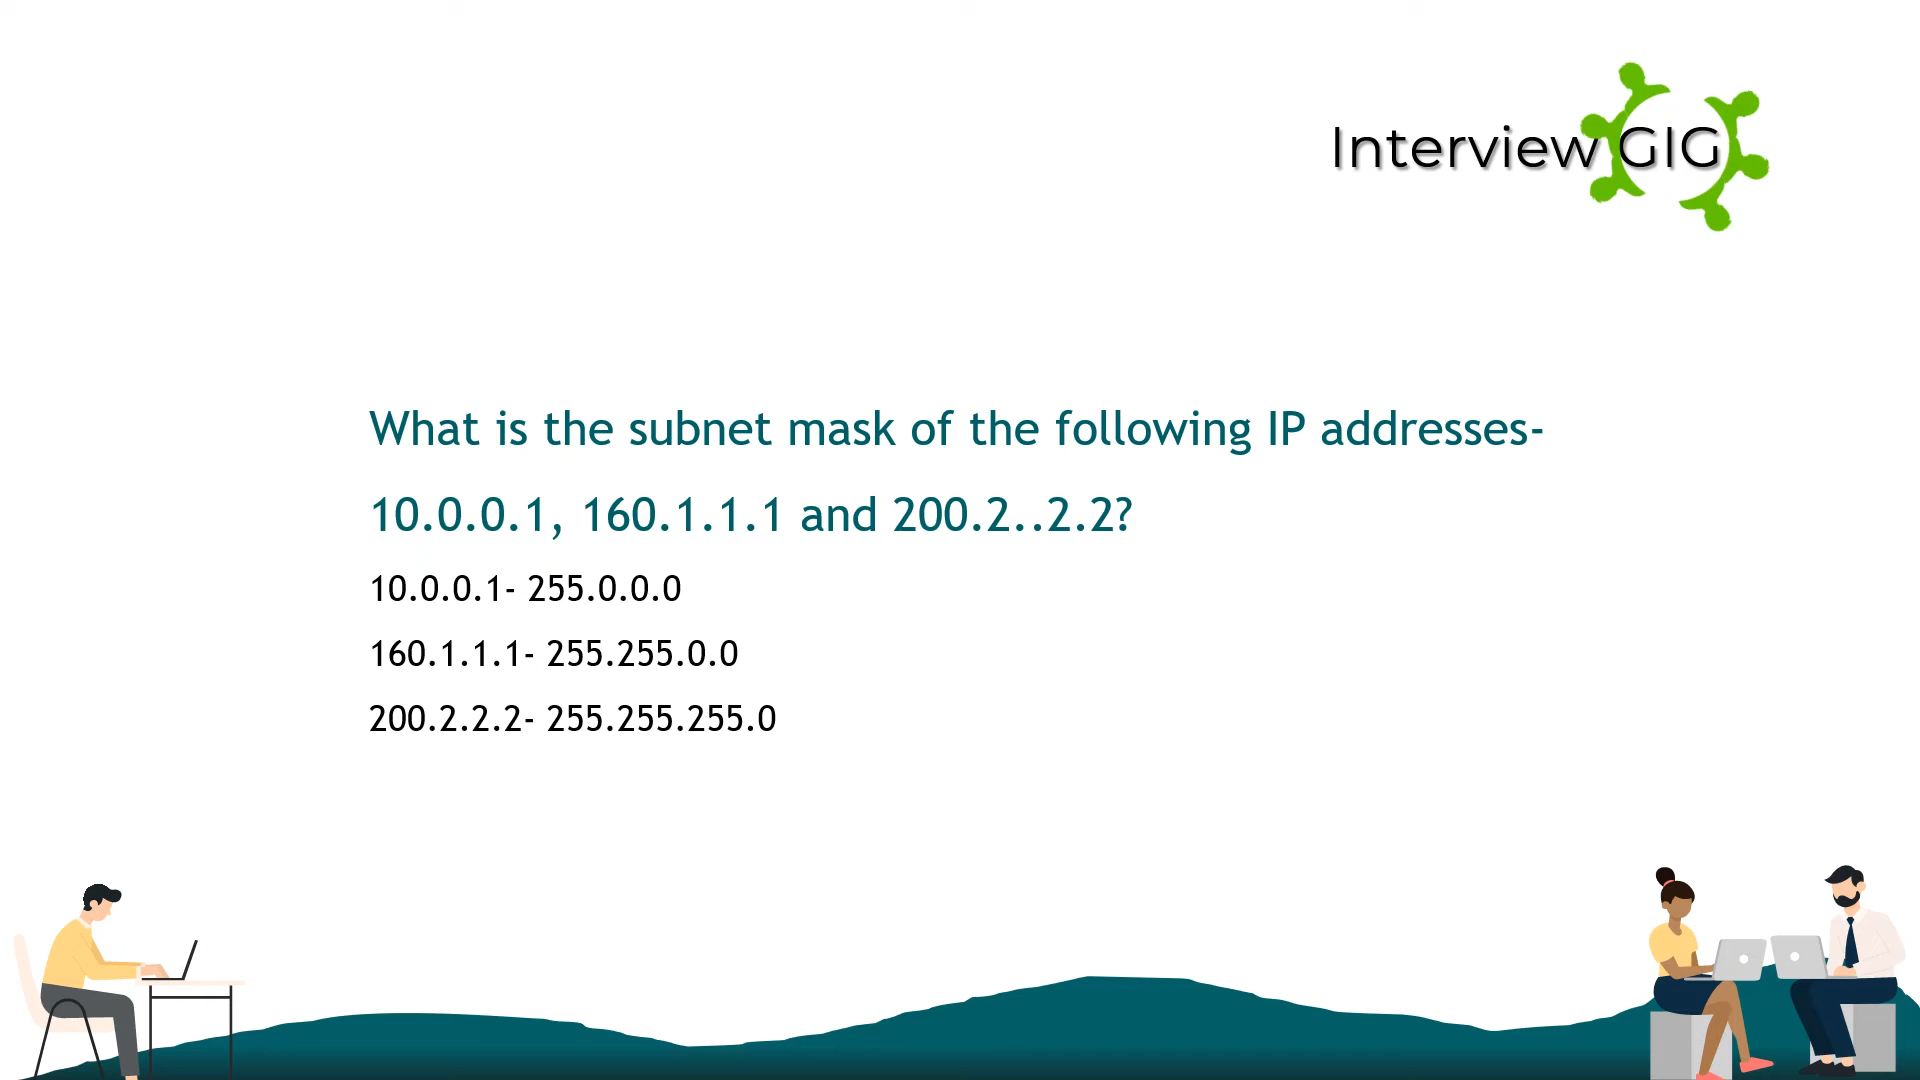 Interview GIG
What is the subnet mask of the following IP addresses-
10.0.0.1, 160.1.1.1 and 200.2..2.2?
10.0.0.1- 255.0.0.0
160.1.1.1- 255.255.0.0
200.2.2.2- 255.255.255.0